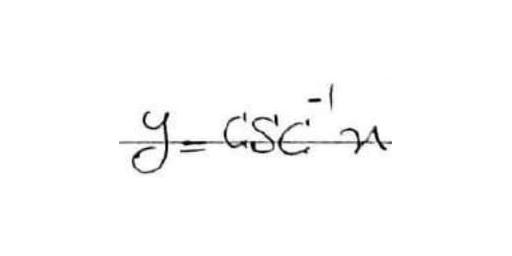 y = csc⁻¹ x